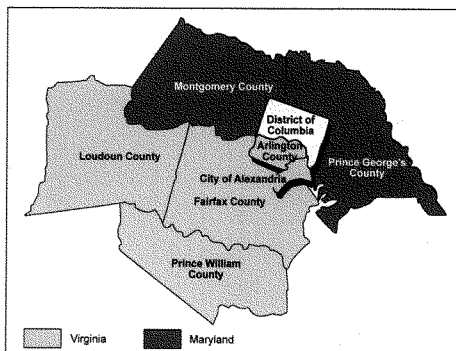 Montgomery County
District of
Columbia
Arlington
County
Loudoun County
Prince George's
County
City of Alexandria
Fairfax County
Prince William
County
Virginia
Maryland